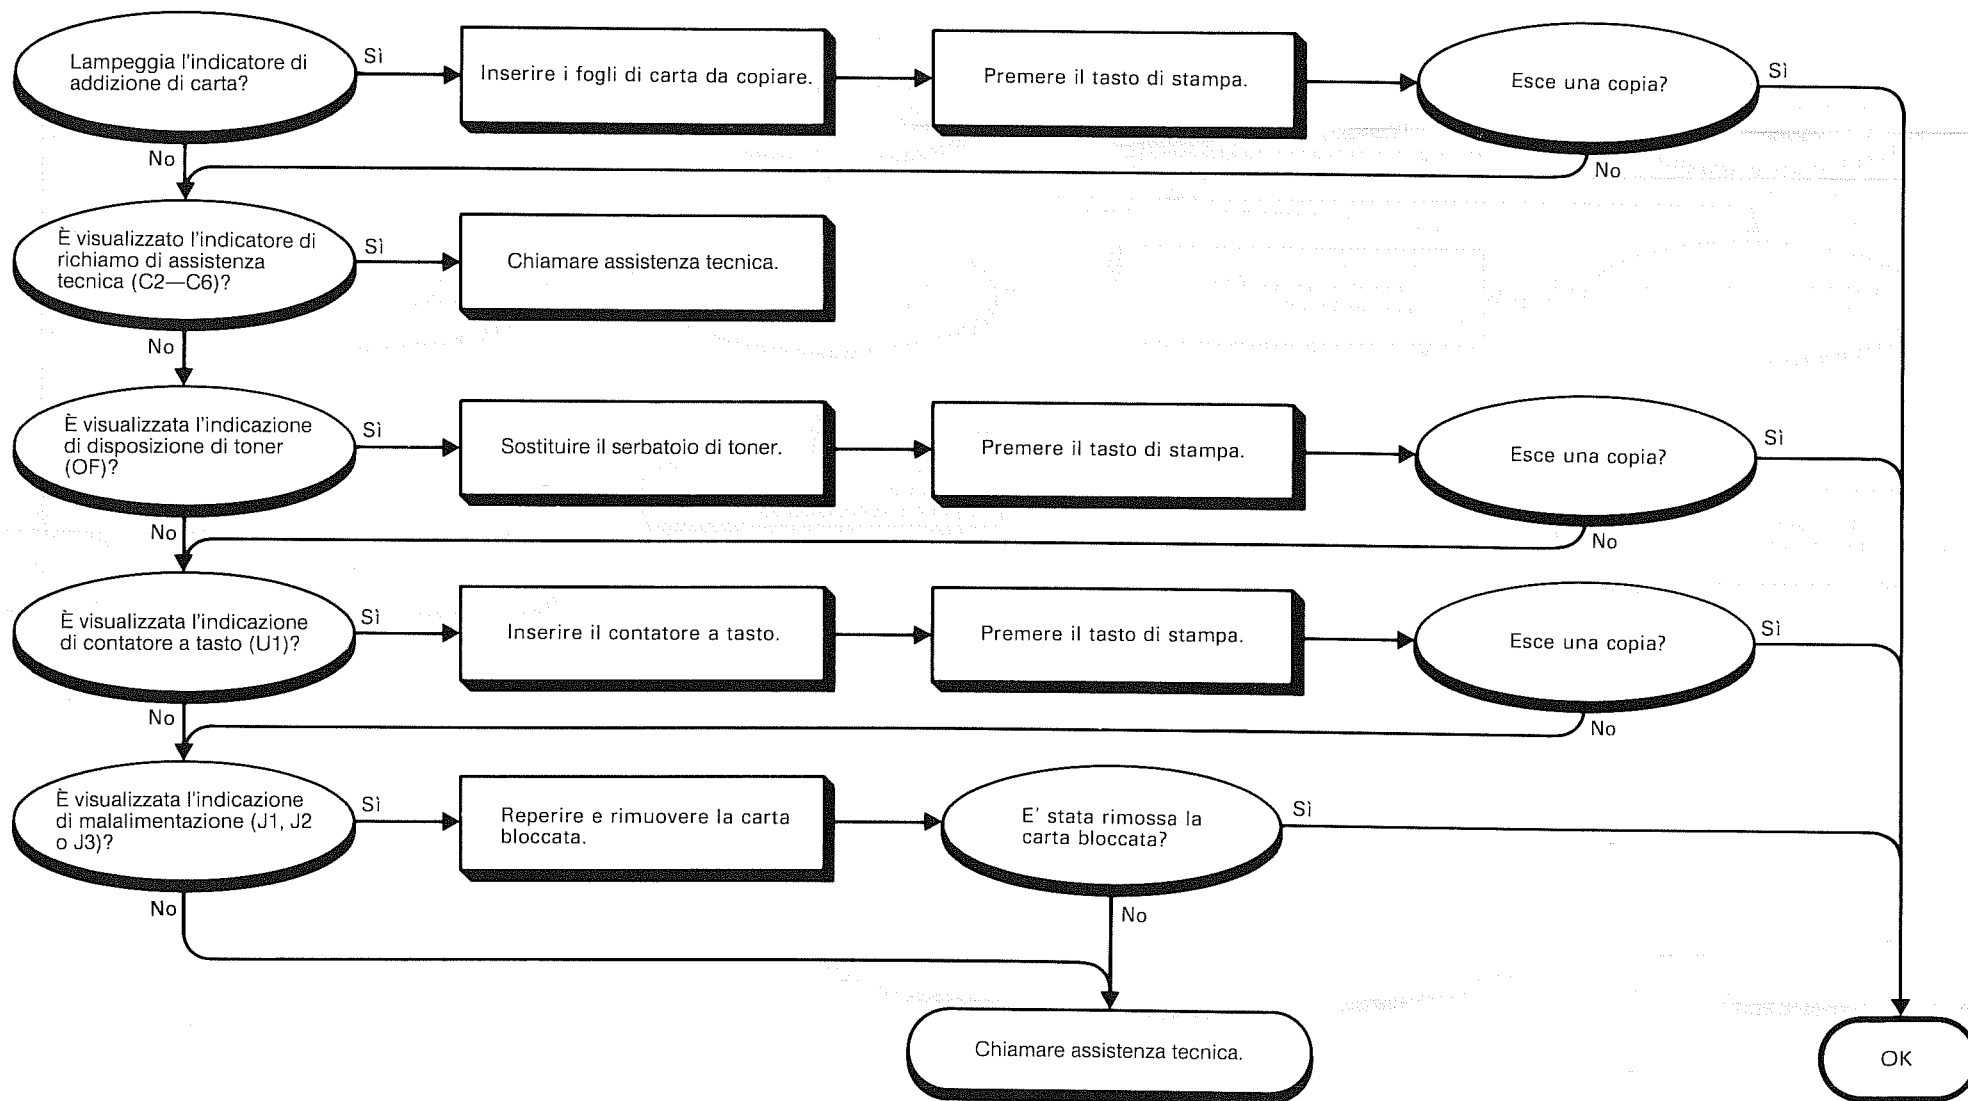 Lampeggia l'indicatore di
addizione di carta?
Sì
Inserire i fogli di carta da copiare.
Premere il tasto di stampa.
Esce una copia?
Sì
No
No
È visualizzato l'indicatore di
richiamo di assistenza
tecnica (C2—C6)?
Sì
Chiamare assistenza tecnica.
No
È visualizzata l'indicazione
di disposizione di toner
(OF)?
Sì
Sostituire il serbatoio di toner.
Premere il tasto di stampa.
Esce una copia?
Sì
No
No
È visualizzata l'indicazione
di contatore a tasto (U1)?
Sì
Inserire il contatore a tasto.
Premere il tasto di stampa.
Esce una copia?
Sì
No
No
È visualizzata l'indicazione
di malalimentazione (J1, J2
o J3)?
Sì
Reperire e rimuovere la carta
bloccata.
E' stata rimossa la
carta bloccata?
Sì
No
No
Chiamare assistenza tecnica.
OK